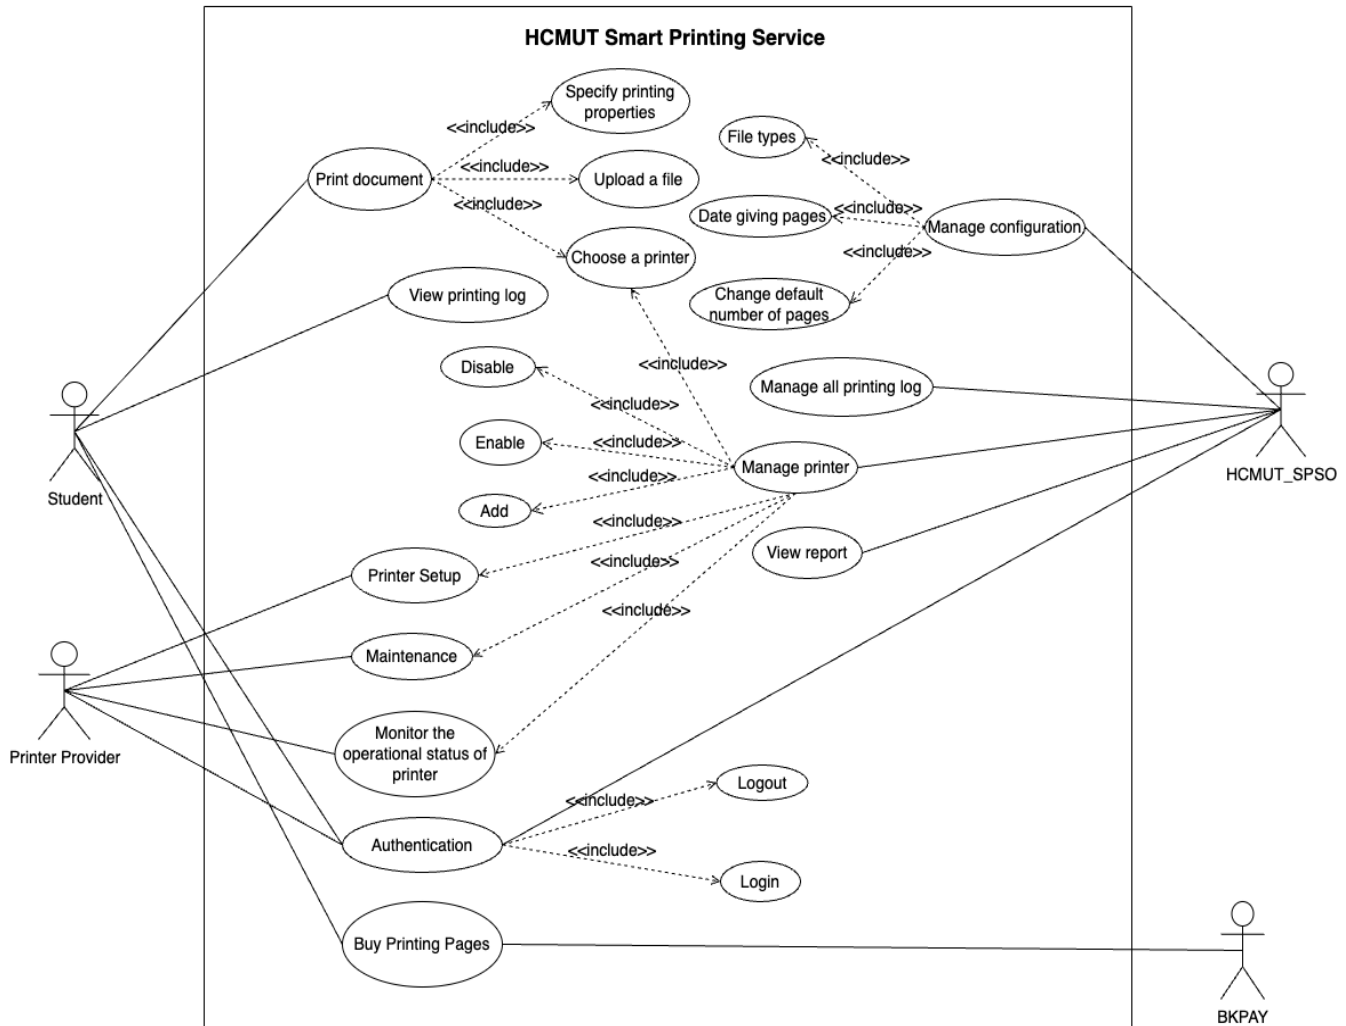 HCMUT Smart Printing Service
Specify printing
properties
<<include>>
File types
<<include>>
Print document
<<include>>
Upload a file
<<include>>
Date giving pages
<<include>>
Manage configuration
<<include>>
Choose a printer
View printing log
Change default
number of pages
Disable
<<include>>
Manage all printing log
<<include>>
Enable
<<include>>
Manage printer
<<include>>
HCMUT_SPSO
Student
Add
<<include>>
View report
Printer Setup
<<include>>
<<include>>
Maintenance
Printer Provider
Monitor the
operational status of
printer
Logout
<<include>>
Authentication
<<include>>
Login
Buy Printing Pages
BKPAY